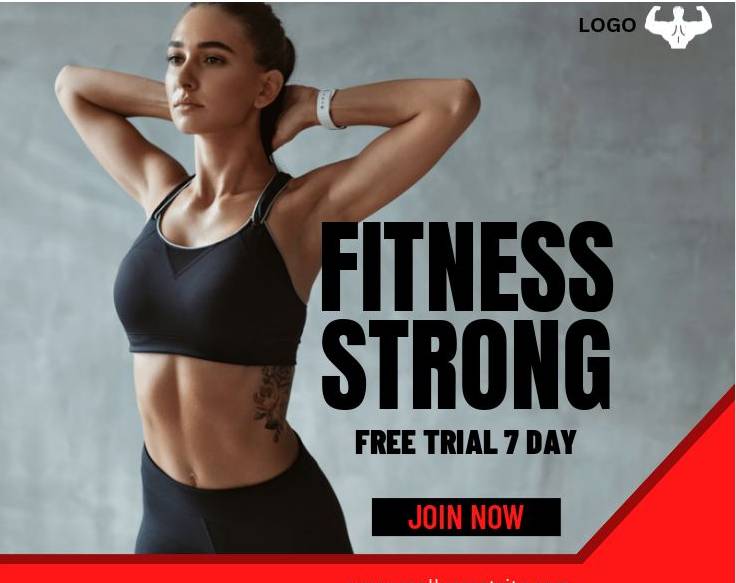 LOGO
FITNESS
STRONG
FREE TRIAL 7 DAY
JOIN NOW